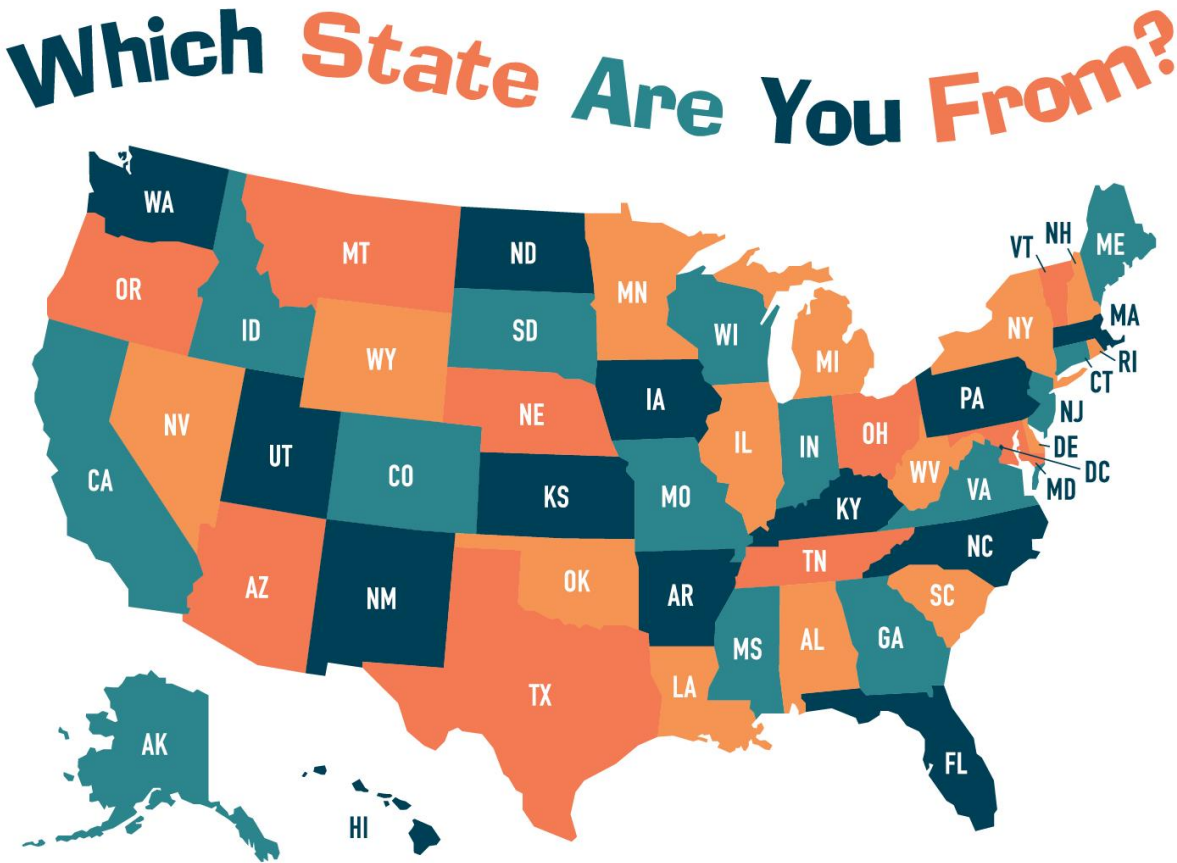 Which State Are You From?
WA
MT
ND
MN
VT
NH
ME
OR
ID
SD
WI
MI
NY
MA
RI
CT
WY
IA
PA
NJ
NV
NE
IL
IN
OH
DE
DC
MD
CA
UT
CO
KS
MO
WV
VA
KY
NC
AZ
NM
OK
AR
TN
SC
MS
AL
GA
TX
LA
FL
AK
HI